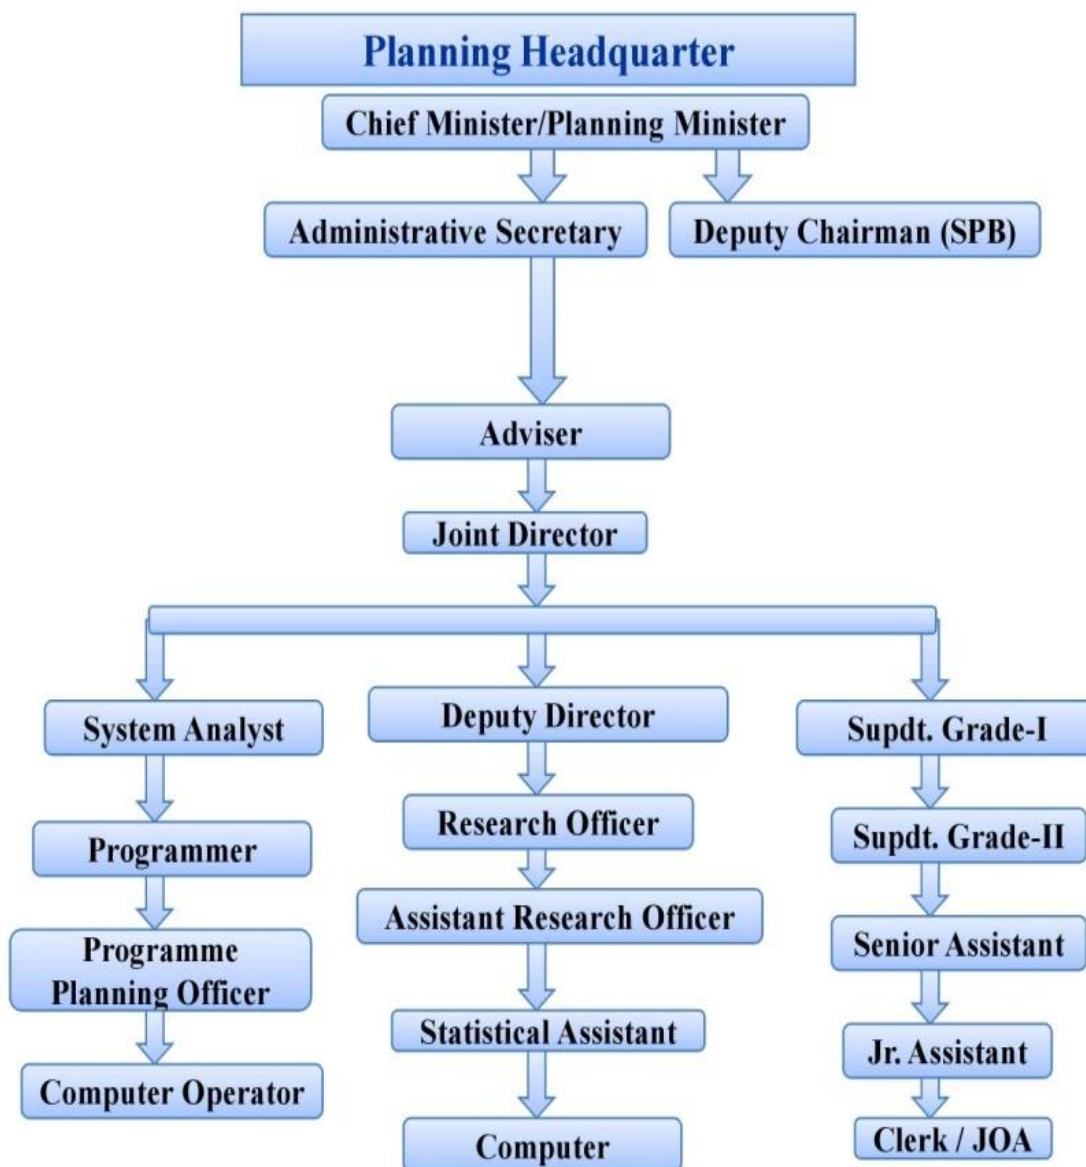 Planning Headquarter
Chief Minister/Planning Minister
Administrative Secretary
Deputy Chairman (SPB)
Adviser
Joint Director
System Analyst
Deputy Director
Supdt. Grade-I
Programmer
Research Officer
Supdt. Grade-II
Programme
Planning Officer
Assistant Research Officer
Senior Assistant
Statistical Assistant
Jr. Assistant
Computer Operator
Computer
Clerk / JOA